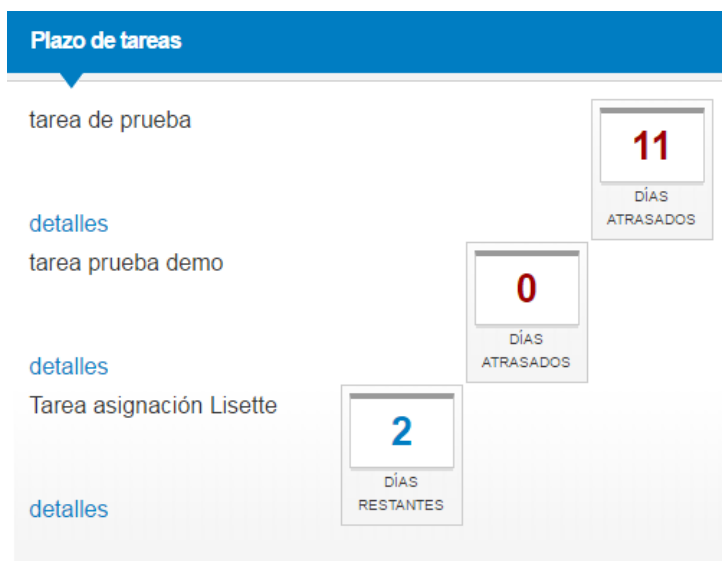 Plazo de tareas
tarea de prueba
11
DÍAS
ATRASADOS
detalles
tarea prueba demo
0
DÍAS
ATRASADOS
detalles
Tarea asignación Lisette
2
DÍAS
RESTANTES
detalles